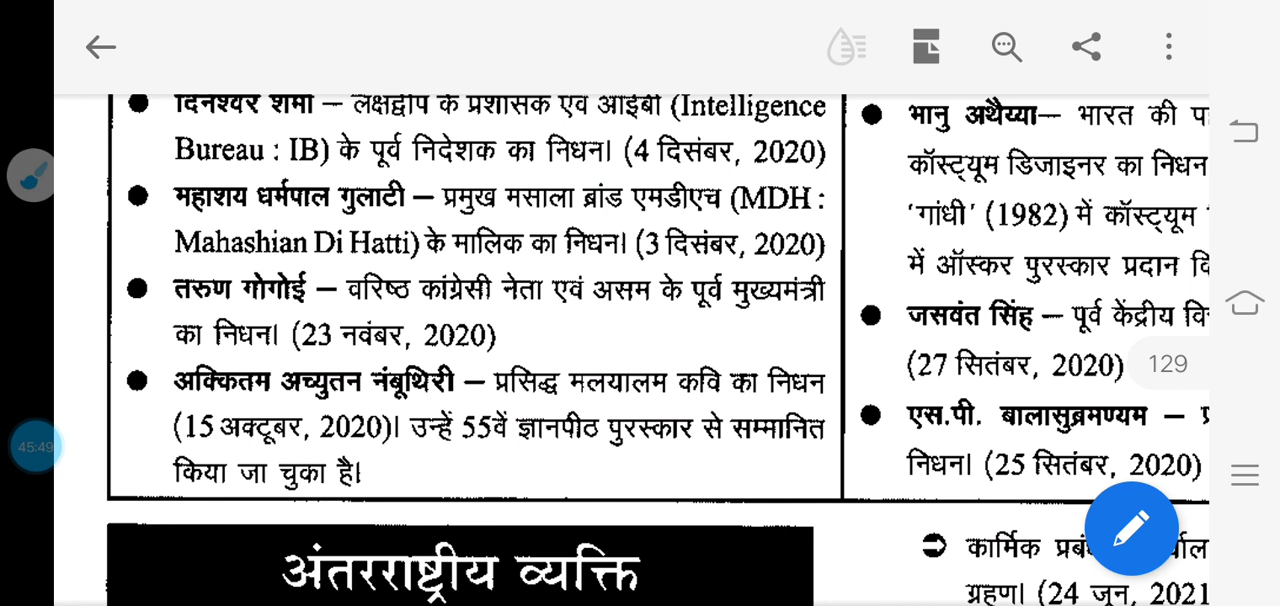 दिनेश्वर शर्मा – लक्षद्वीप के प्रशासक एवं आईबी (Intelligence
Bureau : IB) के पूर्व निदेशक का निधन। (4 दिसंबर, 2020)
महाशय धर्मपाल गुलाटी – प्रमुख मसाला ब्रांड एमडीएच (MDH :
Mahashian Di Hatti) के मालिक का निधन। (3 दिसंबर, 2020)
तरुण गोगोई – वरिष्ठ कांग्रेसी नेता एवं असम के पूर्व मुख्यमंत्री
का निधन। (23 नवंबर, 2020)
अक्कितम अच्युतन नंबूथिरी – प्रसिद्ध मलयालम कवि का निधन
(15 अक्टूबर, 2020)। उन्हें 55वें ज्ञानपीठ पुरस्कार से सम्मानित
किया जा चुका है।
भानु अथैय्या– भारत की
कॉस्ट्यूम डिजाइनर का निधन
'गांधी' (1982) में कॉस्ट्यूम
में ऑस्कर पुरस्कार प्रदान
जसवंत सिंह – पूर्व केंद्रीय
(27 सितंबर, 2020)
129
एस.पी. बालासुब्रमण्यम –
निधन। (25 सितंबर, 2020)
45:49
अंतरराष्ट्रीय व्यक्ति
कार्मिक
ग्रहण। (24 जून, 2021